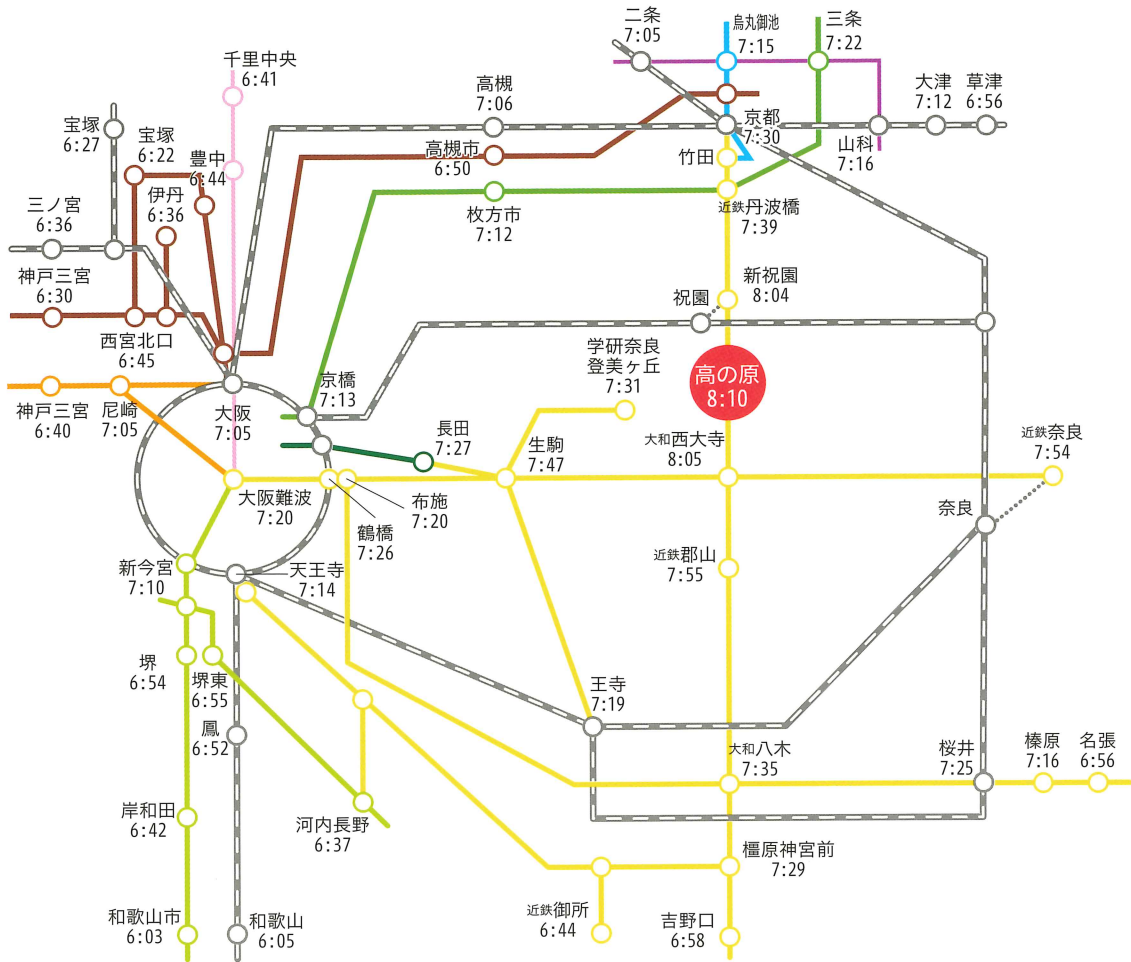 二条
7:05
烏丸御池
7:15
三条
7:22
千里中央
6:41
高槻
7:06
大津
7:12
草津
6:56
宝塚
6:27
宝塚
6:22
豊中
6:44
京都
7:30
山科
7:16
高槻市
6:50
竹田
伊丹
6:36
三ノ宮
6:36
枚方市
7:12
近鉄丹波橋
7:39
神戸三宮
6:30
新祝園
8:04
祝園
西宮北口
6:45
学研奈良
登美ヶ丘
7:31
高の原
8:10
京橋
7:13
神戸三宮
6:40
尼崎
7:05
大阪
7:05
長田
7:27
生駒
7:47
大和西大寺
8:05
近鉄奈良
7:54
大阪難波
7:20
布施
7:20
鶴橋
7:26
奈良
新今宮
7:10
天王寺
7:14
近鉄郡山
7:55
堺
6:54
堺東
6:55
鳳
6:52
王寺
7:19
大和八木
7:35
桜井
7:25
榛原
7:16
名張
6:56
岸和田
6:42
河内長野
6:37
橿原神宮前
7:29
和歌山市
6:03
和歌山
6:05
近鉄御所
6:44
吉野口
6:58